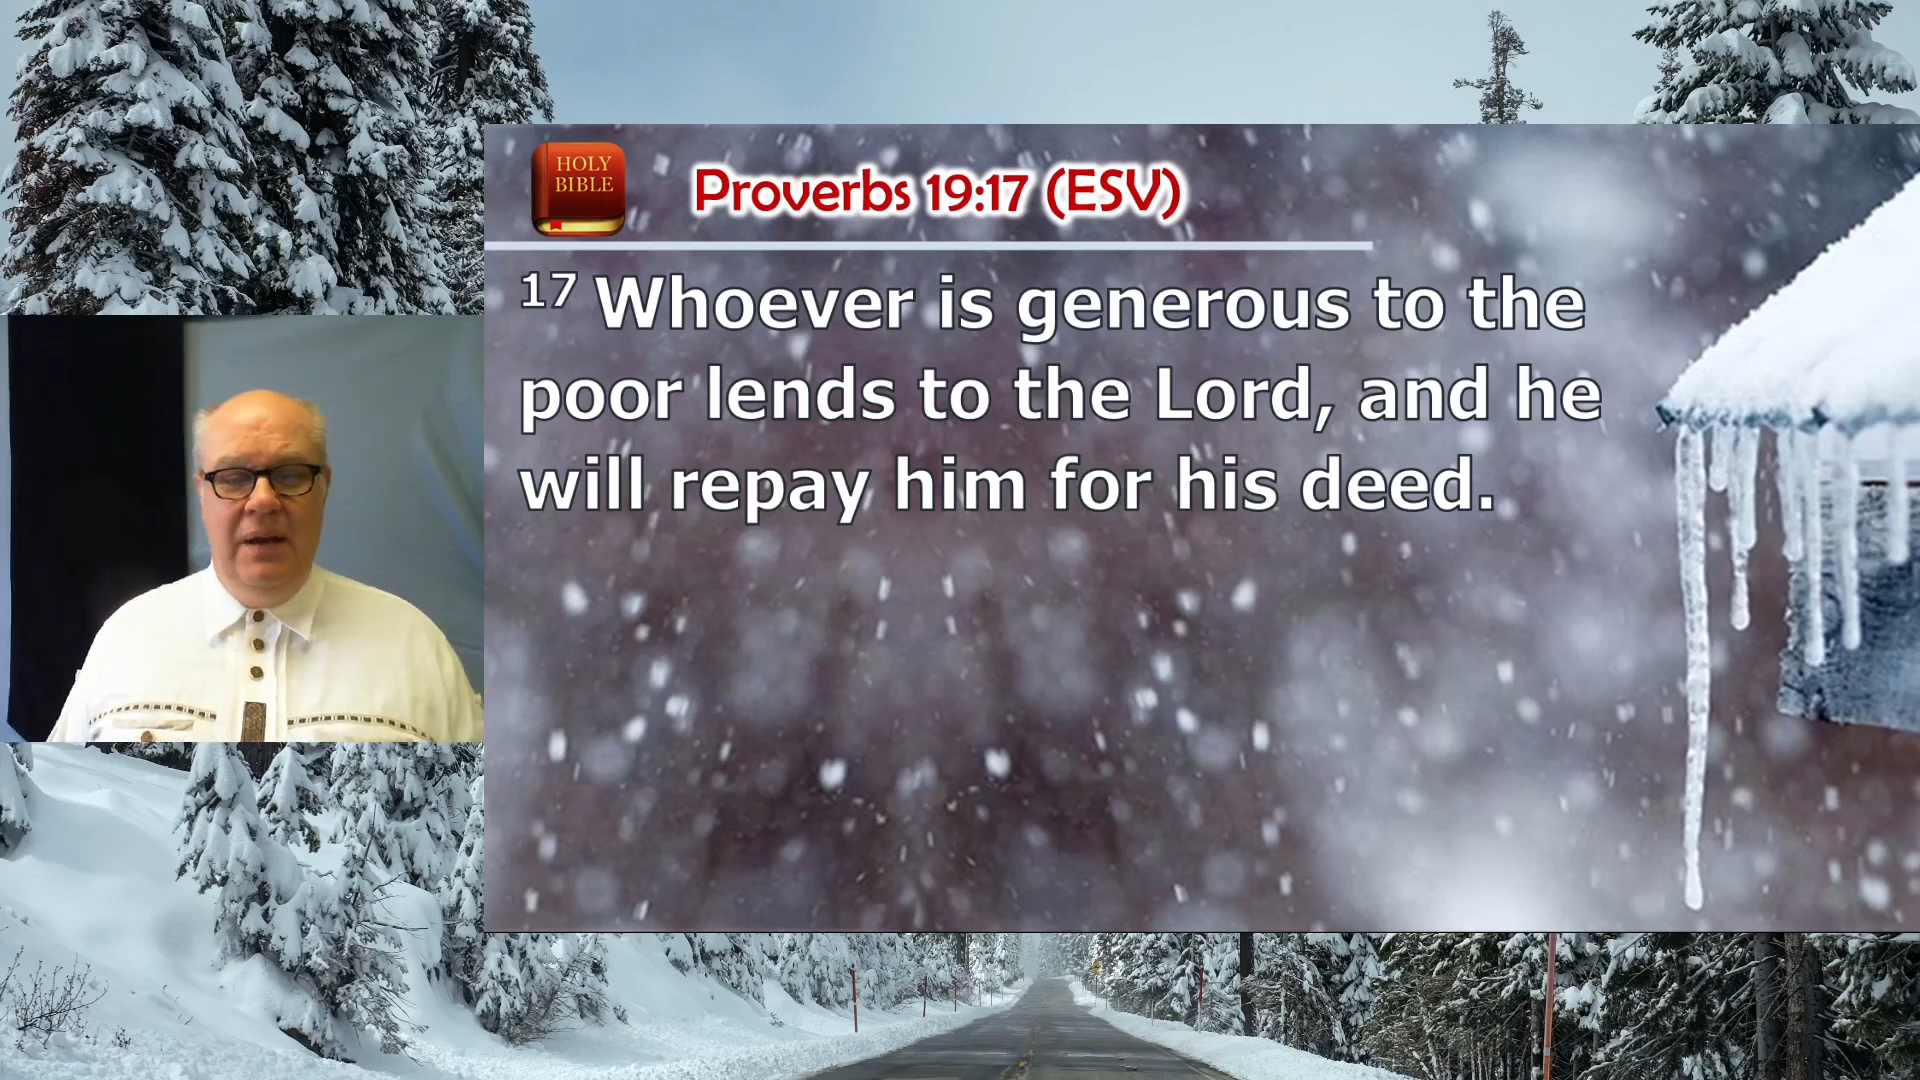 HOLY
BIBLE
Proverbs 19:17 (ESV)
17 Whoever is generous to the
poor lends to the Lord, and he
will repay him for his deed.